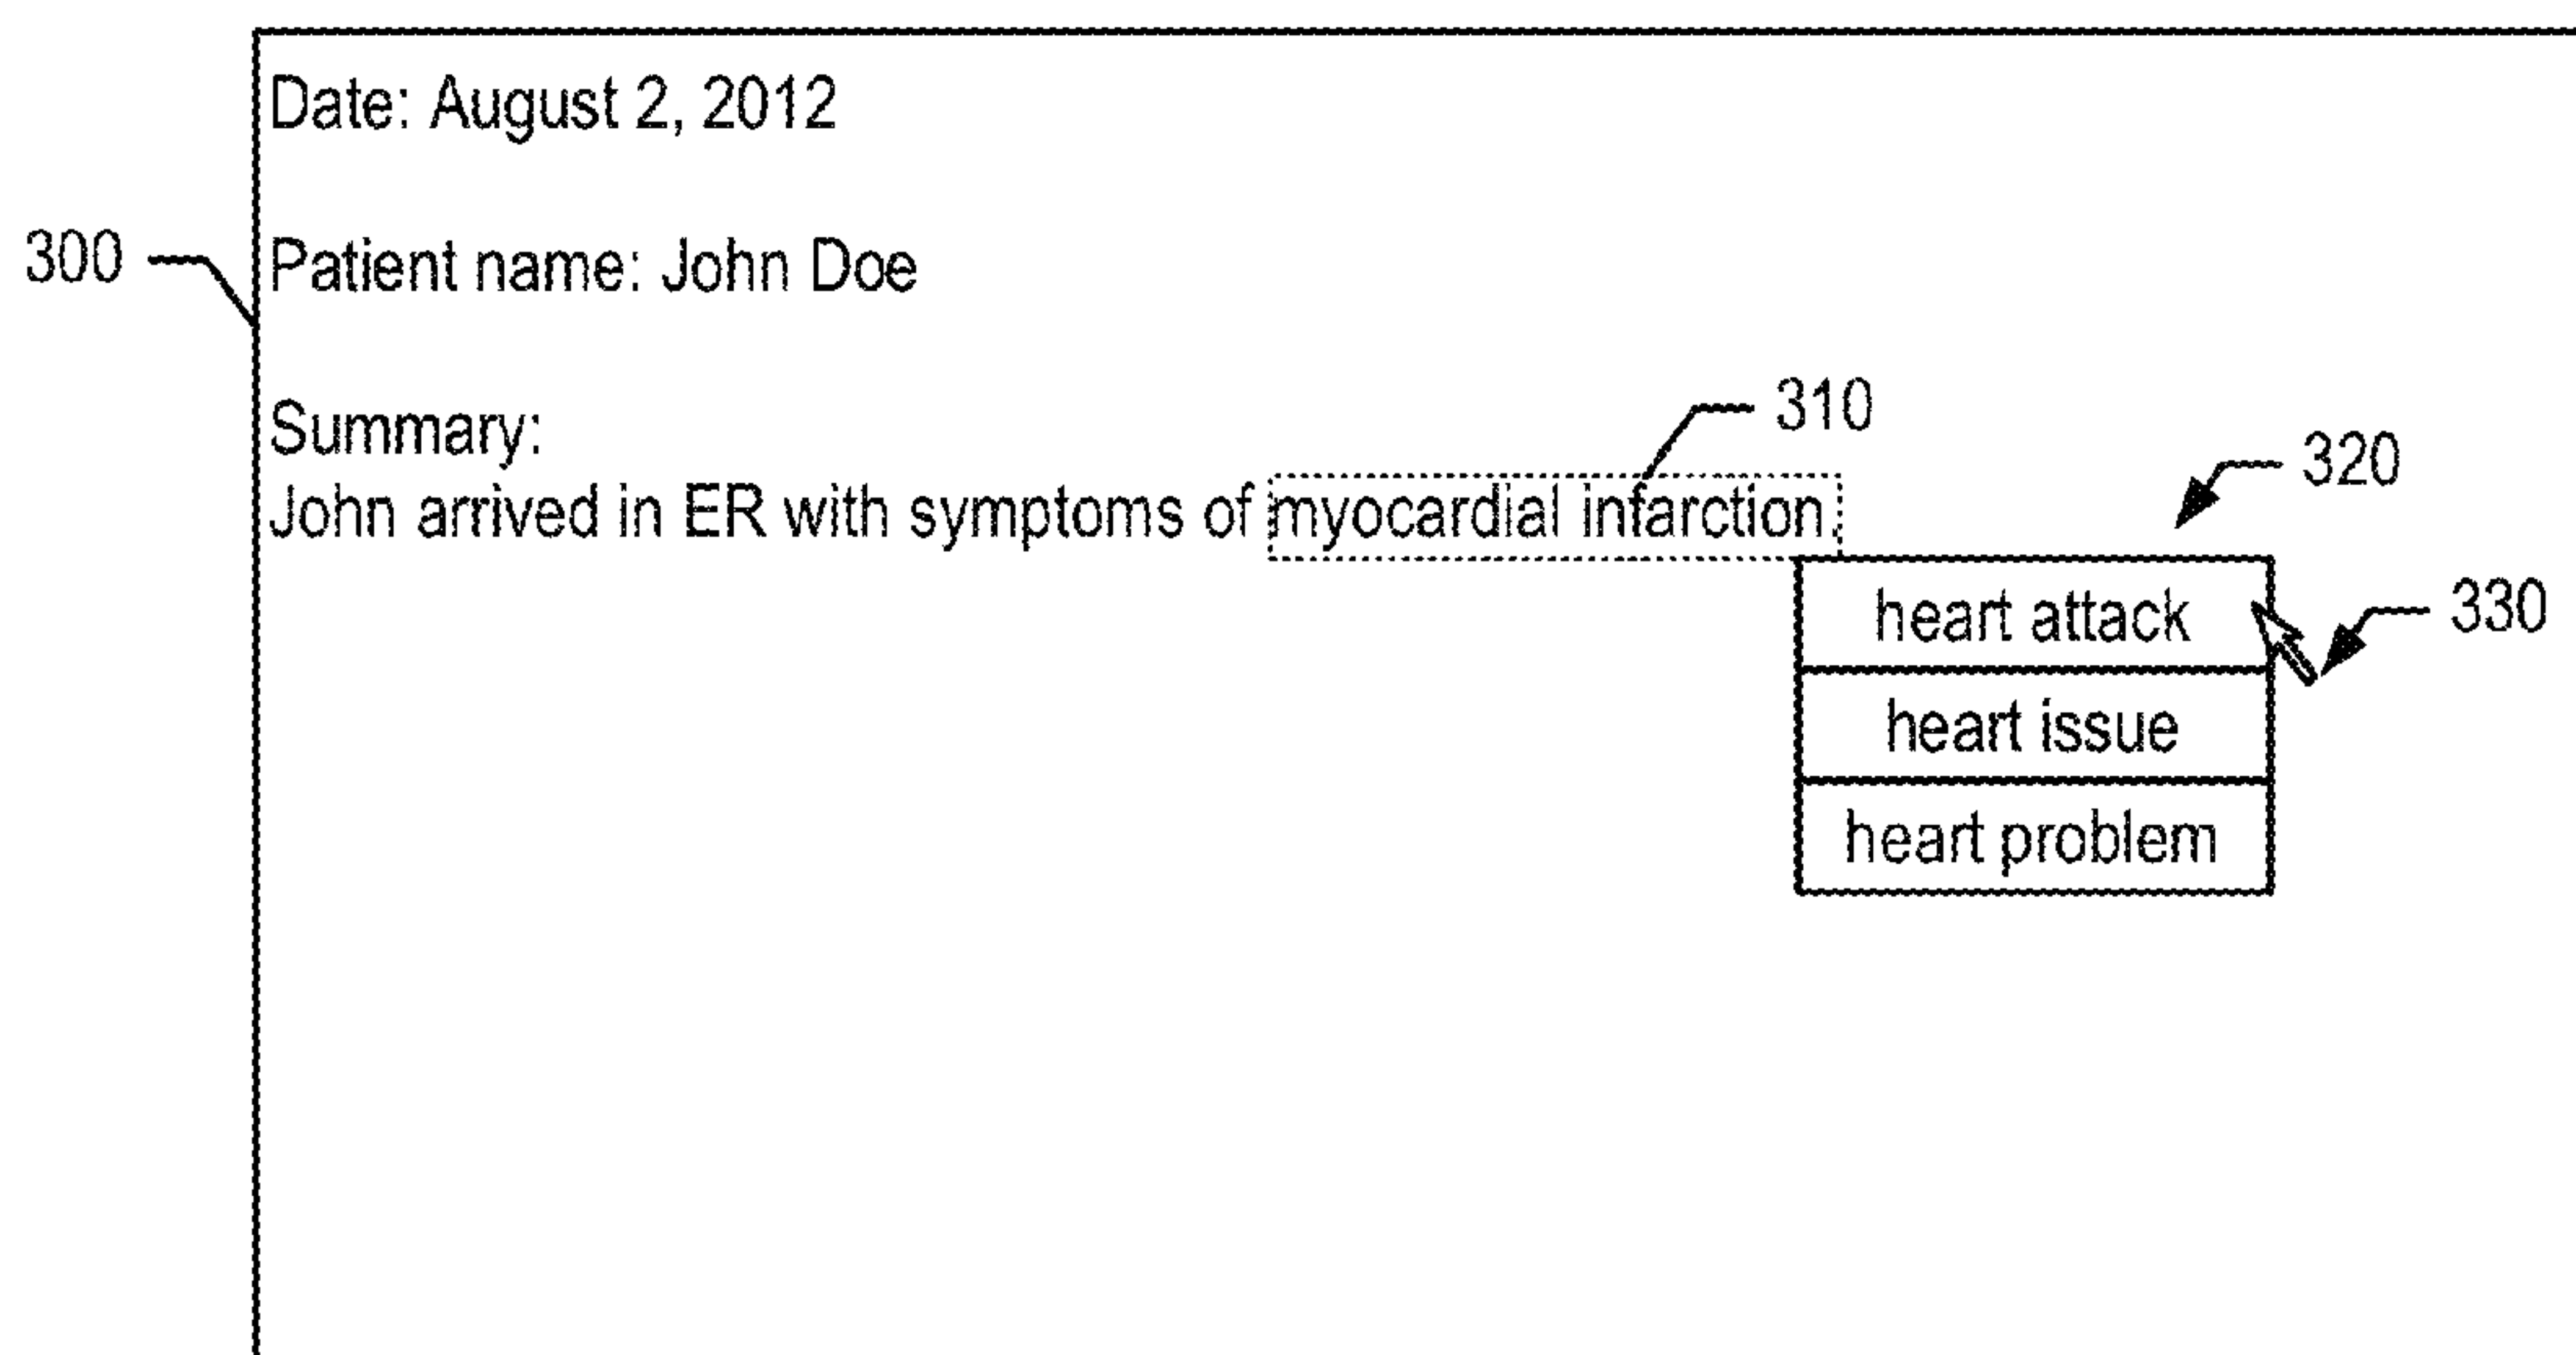 Date: August 2, 2012
300
Patient name: John Doe
310
Summary:
320
John arrived in ER with symptoms of myocardial infarction.
330
heart attack
heart issue
heart problem